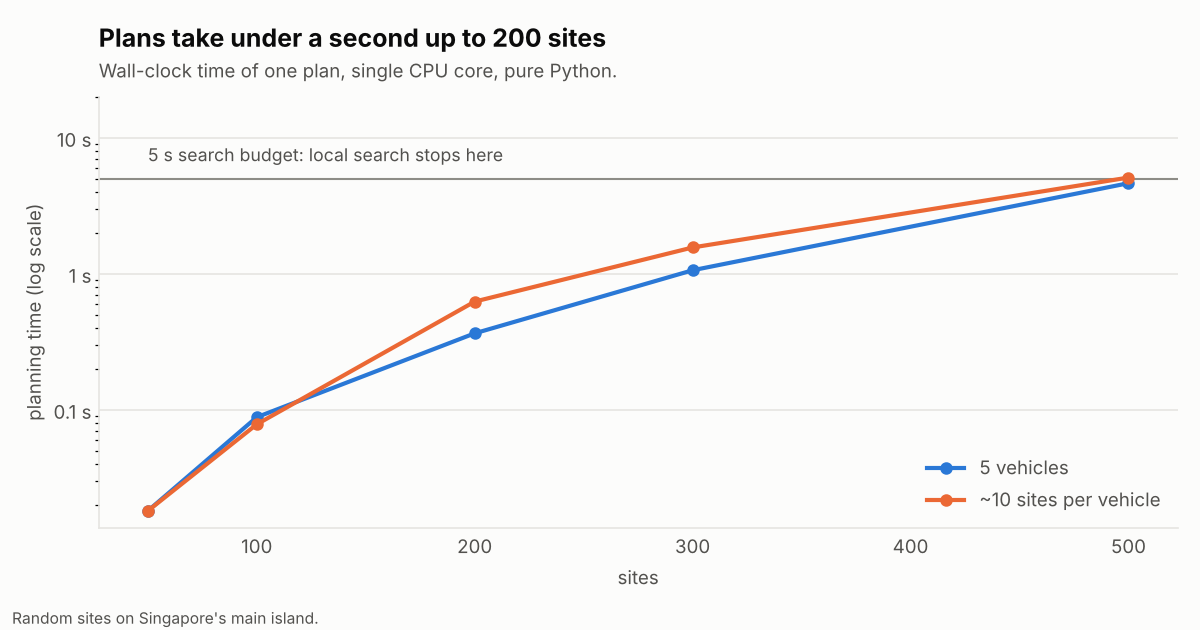 Plans take under a second up to 200 sites
Wall-clock time of one plan, single CPU core, pure Python.
10 s
5 s search budget: local search stops here
planning time (log scale)
1 s
0.1 s
5 vehicles
~10 sites per vehicle
100 200 300 400 500
sites
Random sites on Singapore's main island.